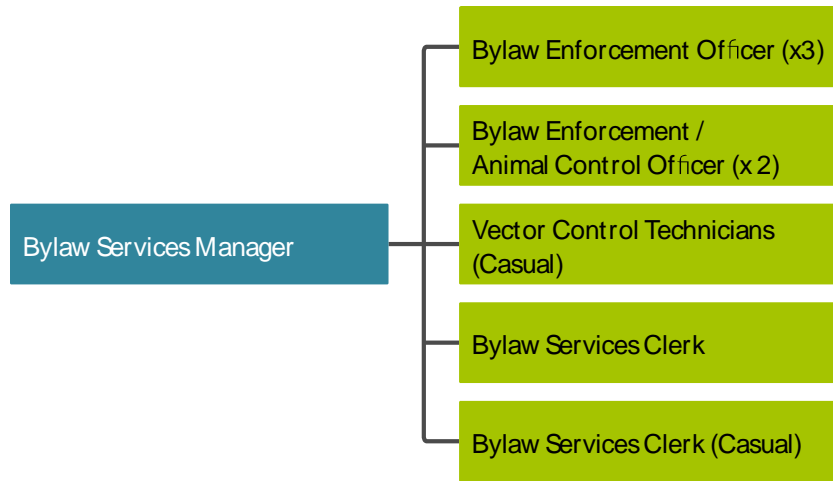 Bylaw Enforcement Officer (x3)
Bylaw Enforcement /
Animal Control Officer (x 2)
Bylaw Services Manager
Vector Control Technicians
(Casual)
Bylaw Services Clerk
Bylaw Services Clerk (Casual)